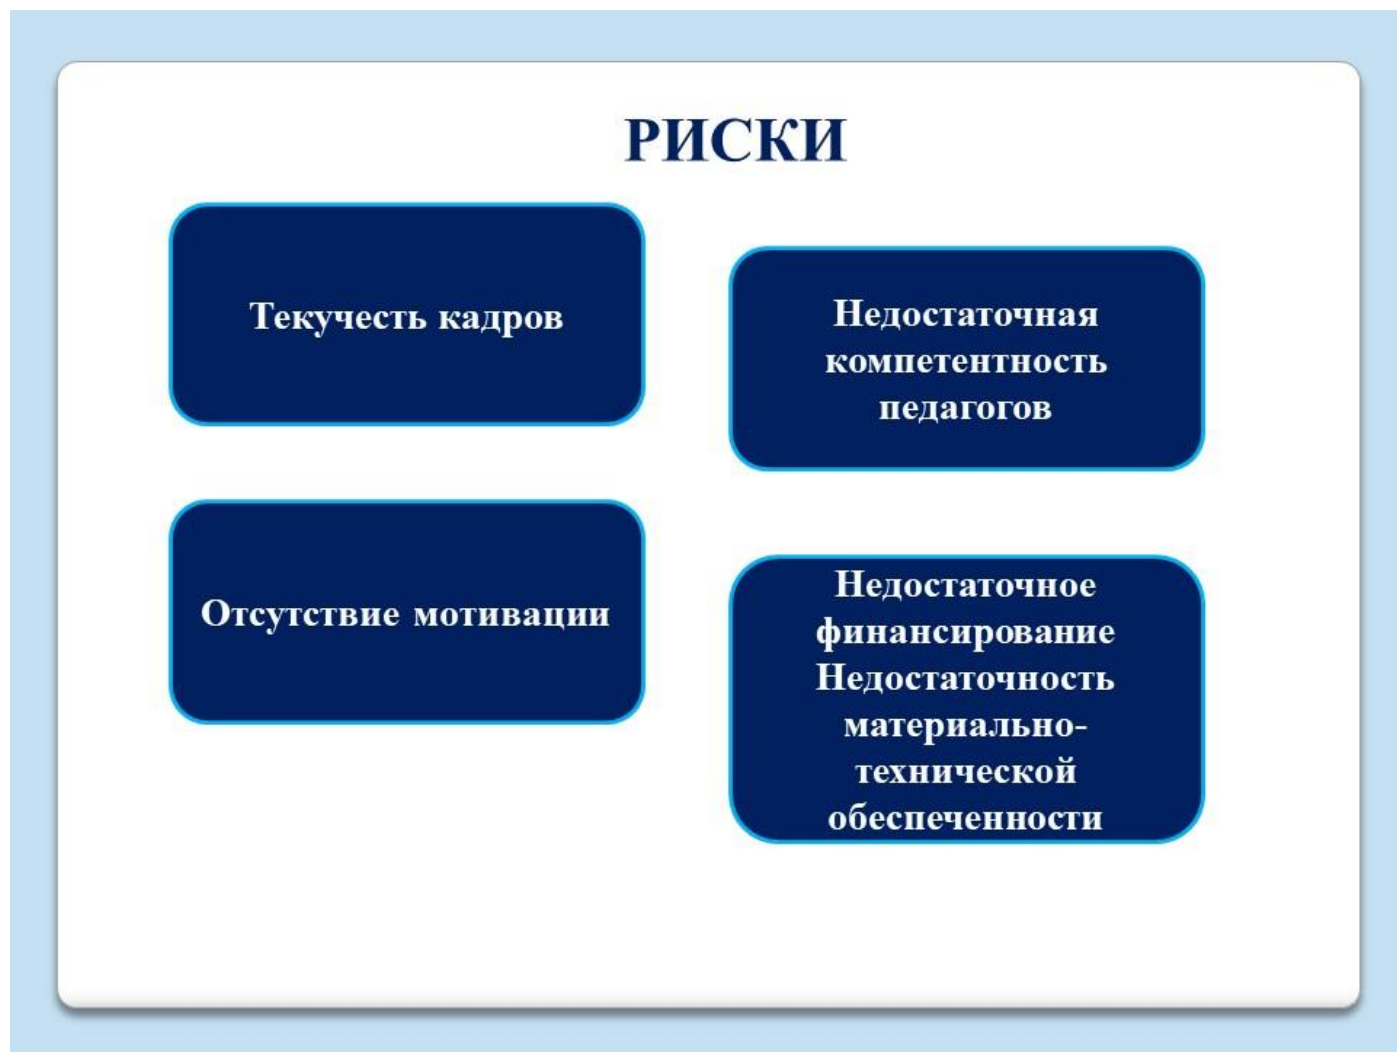 РИСКИ
Текучесть кадров
Недостаточная
компетентность
педагогов
Отсутствие мотивации
Недостаточное
финансирование
Недостаточность
материально-
технической
обеспеченности